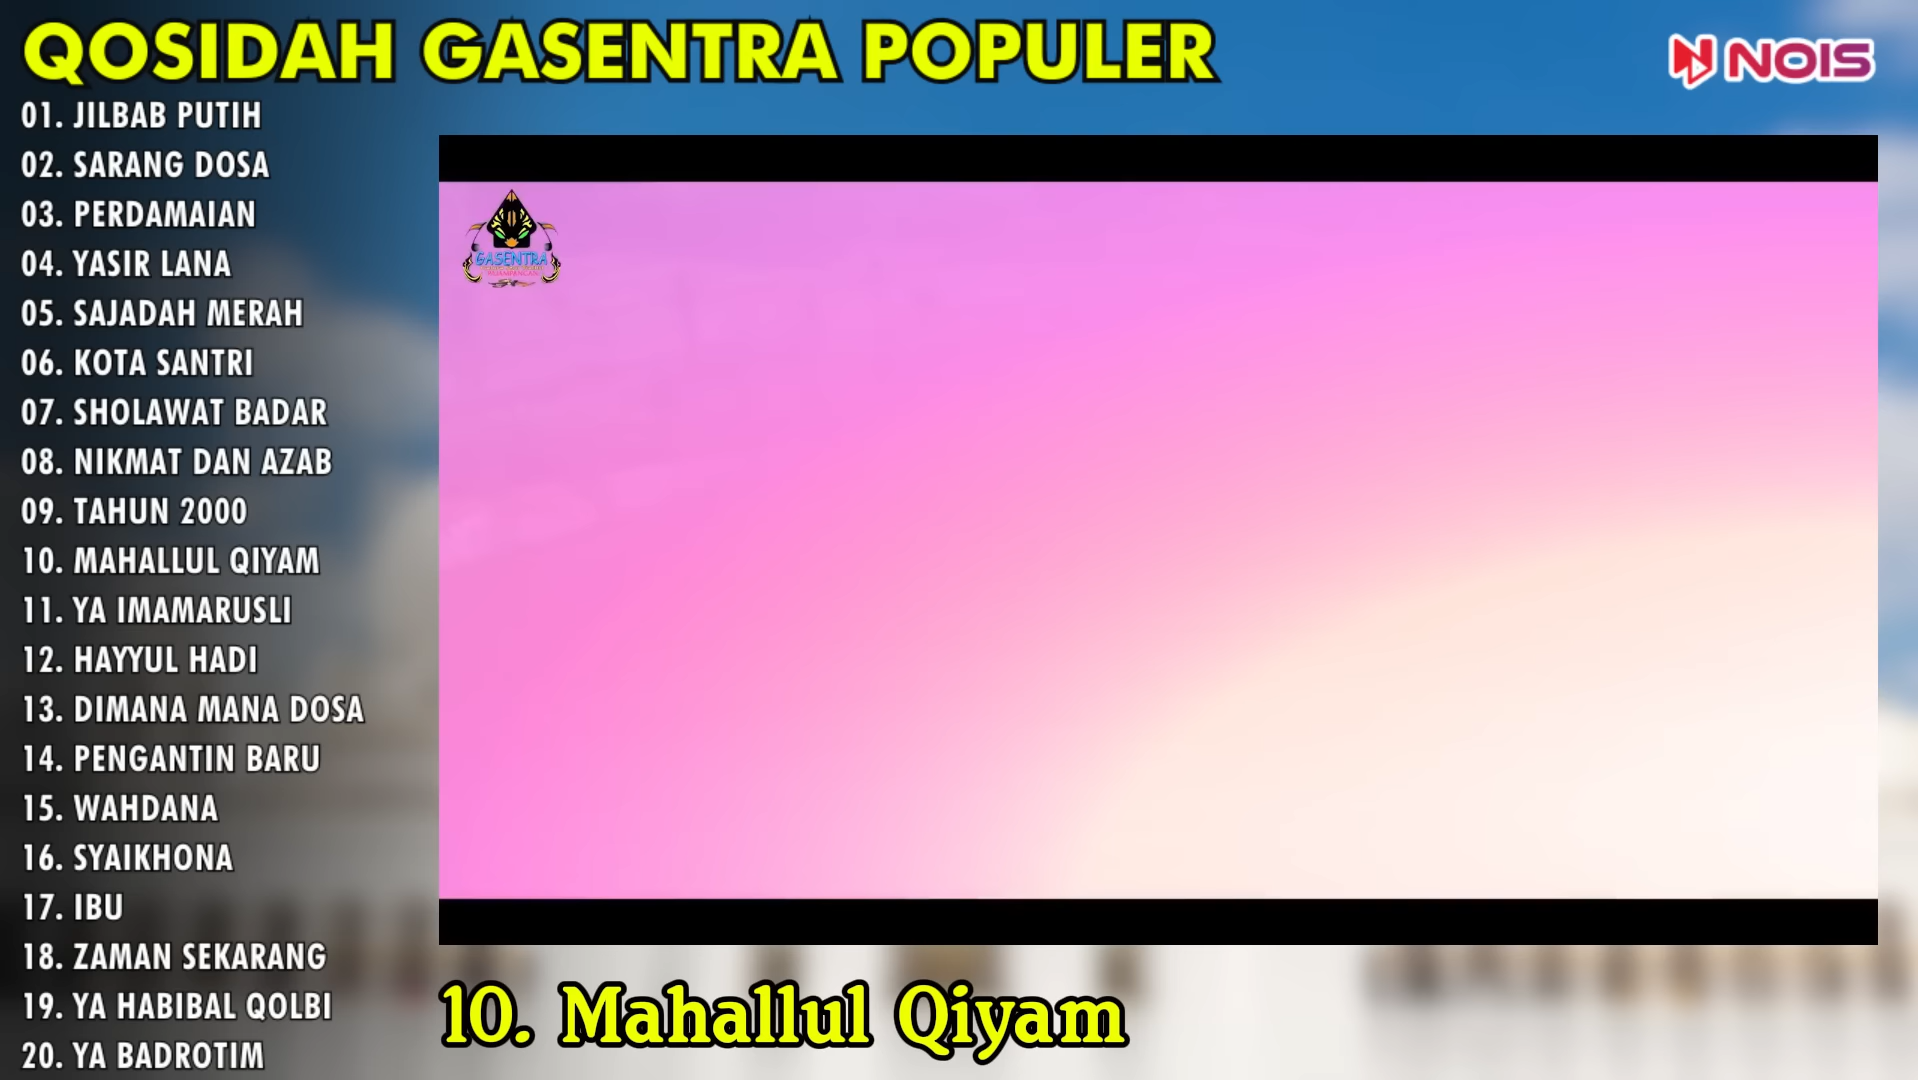 QOSIDAH GASENTRA POPULER
NOIS
01. JILBAB PUTIH
02. SARANG DOSA
03. PERDAMAIAN
04. YASIR LANA
05. SAJADAH MERAH
06. KOTA SANTRI
07. SHOLAWAT BADAR
08. NIKMAT DAN AZAB
09. TAHUN 2000
10. MAHALLUL QIYAM
11. YA IMAMARUSLI
12. HAYYUL HADI
13. DIMANA MANA DOSA
14. PENGANTIN BARU
15. WAHDANA
16. SYAIKHONA
17. IBU
18. ZAMAN SEKARANG
19. YA HABIBAL QOLBI
20. YA BADROTIM
GASENTRA
10. Mahallul Qiyam